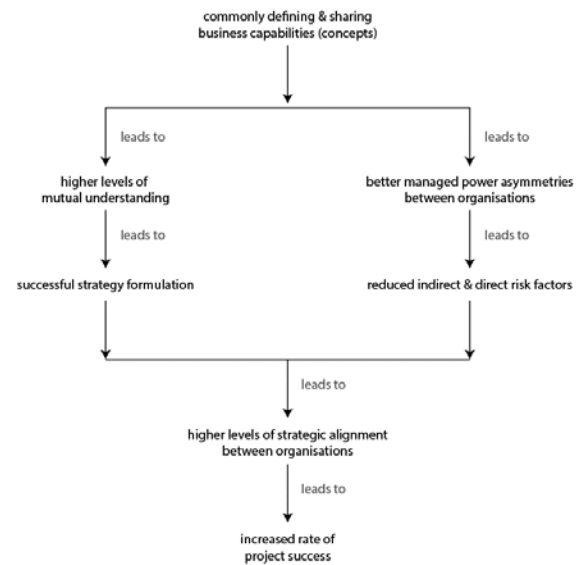 commonly defining & sharing
business capabilities (concepts)
leads to
leads to
higher levels of
mutual understanding
better managed power asymmetries
between organisations
leads to
leads to
successful strategy formulation
reduced indirect & direct risk factors
leads to
higher levels of strategic alignment
between organisations
leads to
increased rate of
project success